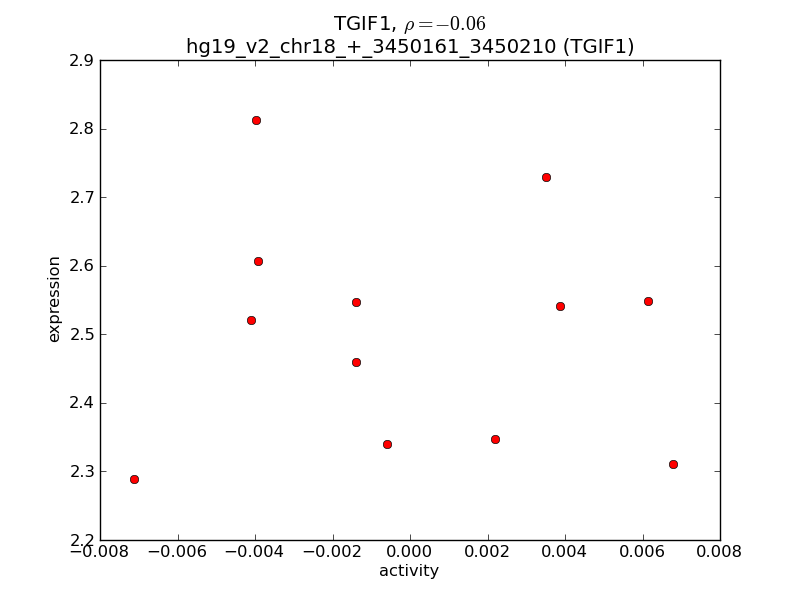 TGIF1, ρ = −0.06
hg19_v2_chr18_+_3450161_3450210 (TGIF1)
2.9
2.8
2.7
2.6
2.5
2.4
2.3
2.2
expression
−0.008 −0.006 −0.004 −0.002 0.000 0.002 0.004 0.006 0.008
activity